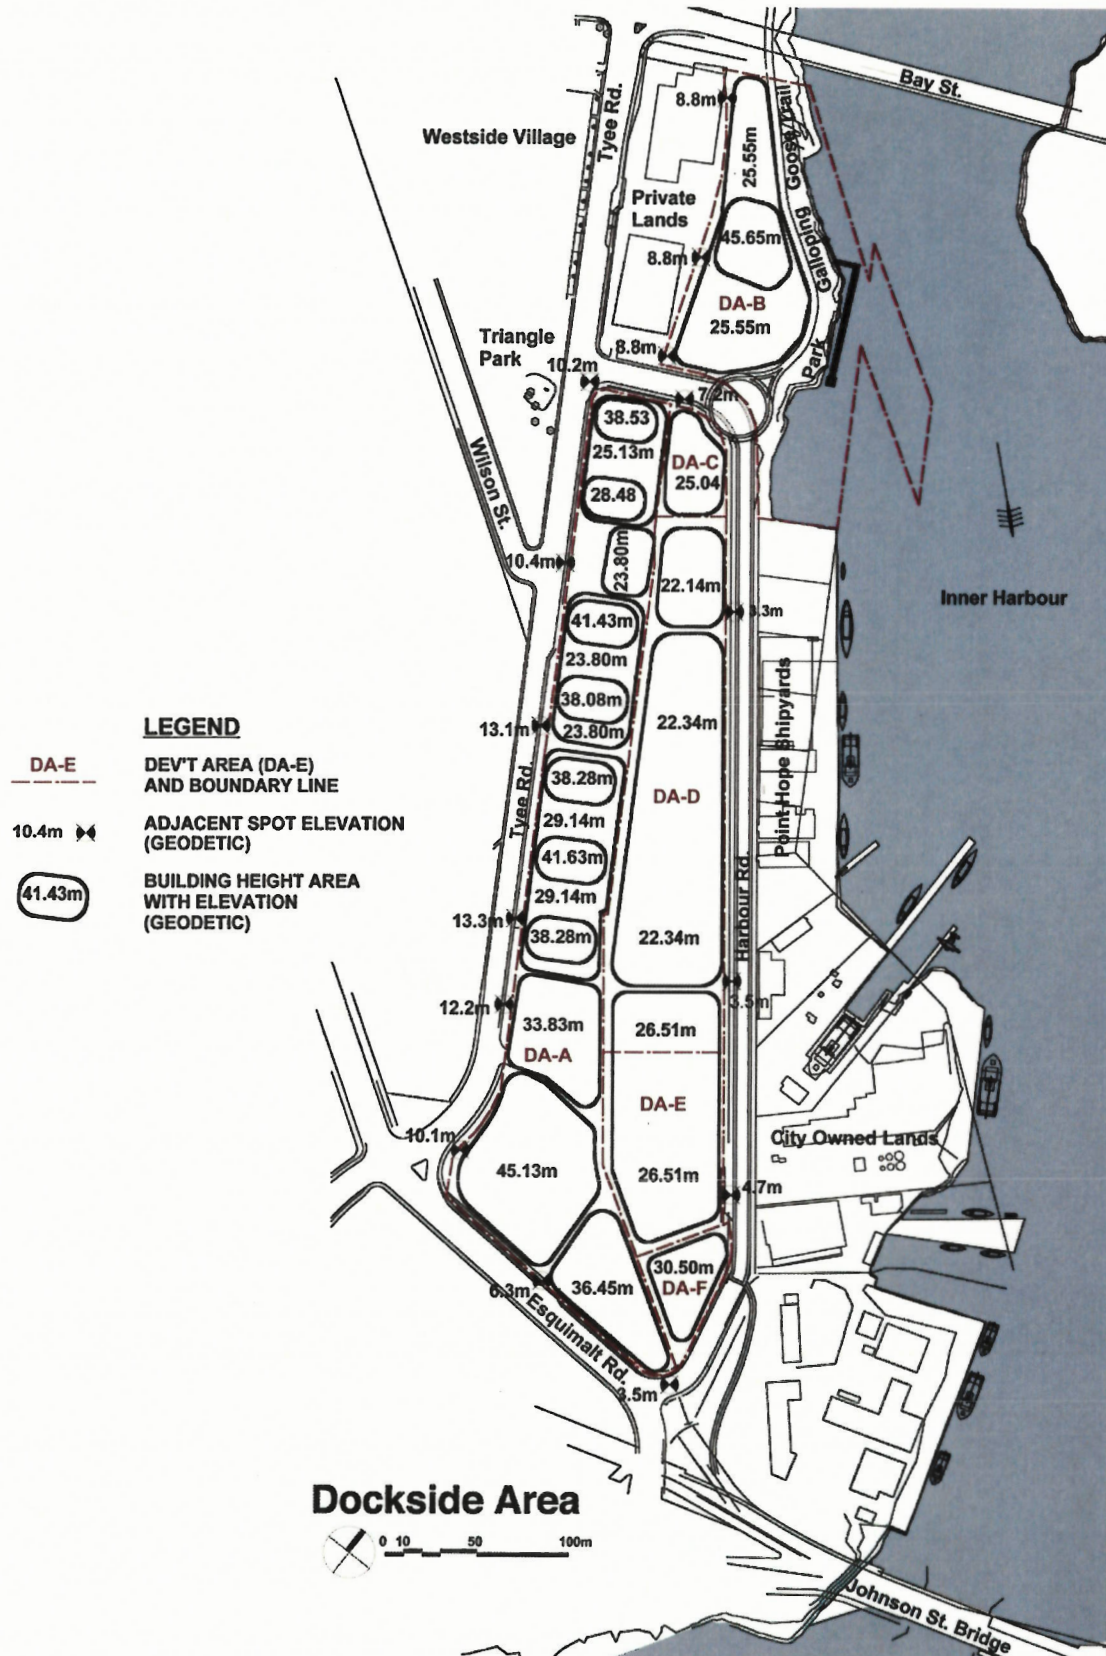 Bay St.
Tyee Rd.
8.8m
Westside Village
25.55m
Goose Trail
Private
Lands
45.65m
8.8m
Galloping
DA-B
25.55m
Triangle
Park
8.8m
Park
10.2m
7.2m
38.53
25.13m
DA-C
25.04
Wilson St.
28.48
10.4m
23.80m
22.14m
Inner Harbour
3.3m
41.43m
23.80m
38.08m
22.34m
Point Hope Shipyards
13.1m
23.80m
LEGEND
DA-E
DEV'T AREA (DA-E)
AND BOUNDARY LINE
10.4m
ADJACENT SPOT ELEVATION
(GEODETIC)
41.43m
BUILDING HEIGHT AREA
WITH ELEVATION
(GEODETIC)
Tyee Rd.
38.28m
DA-D
29.14m
41.63m
29.14m
Harbour Rd.
13.3m
38.28m
22.34m
12.2m
3.5m
33.83m
26.51m
DA-A
DA-E
10.1m
City Owned Lands
45.13m
26.51m
4.7m
30.50m
DA-F
6.3m
36.45m
Esquimalt Rd.
3.5m
Dockside Area
0 10 50 100m
Johnson St. Bridge